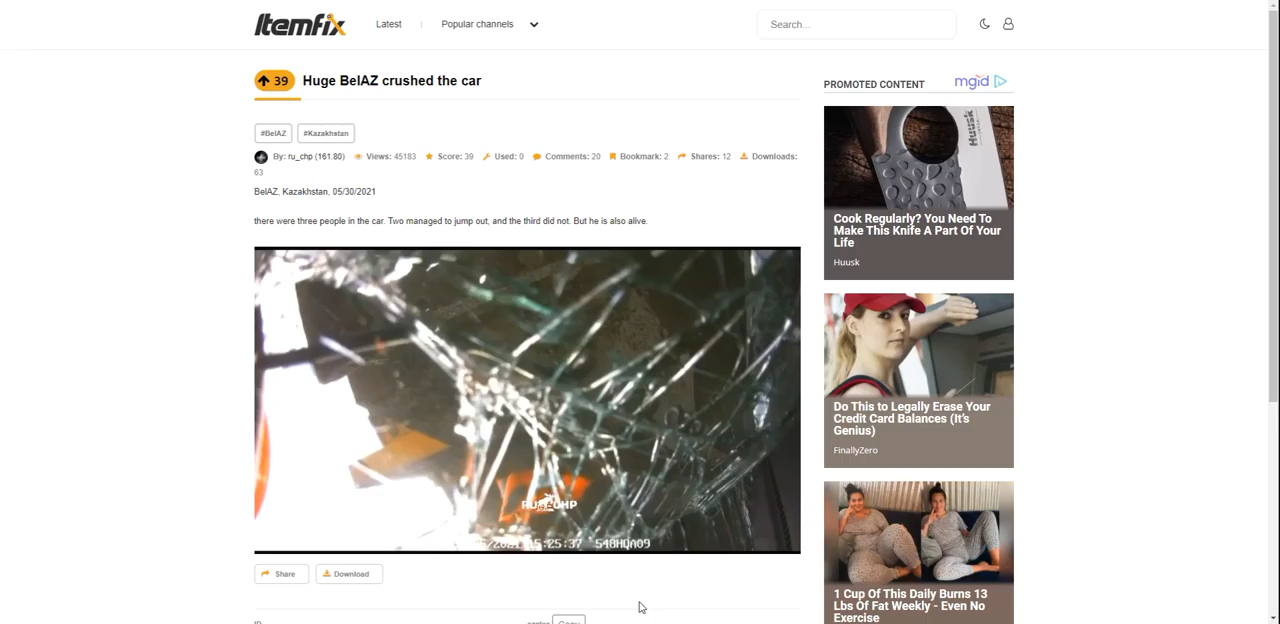 Itemfix
Latest
Popular channels
Search...
39
Huge BelAZ crushed the car
#BelAZ
#Kazakhstan
By: ru_chp (161.80) Views: 45183 Score: 39 Used: 0 Comments: 20 Bookmark: 2 Shares: 12 Downloads:
63
BelAZ, Kazakhstan, 05/30/2021
there were three people in the car. Two managed to jump out, and the third did not. But he is also alive.
15:25:37 548HQA09
Share
Download
Copy
PROMOTED CONTENT
mgid
Huusk
Cook Regularly? You Need To
Make This Knife A Part Of Your
Life
Huusk
Do This to Legally Erase Your
Credit Card Balances (It's
Genius)
FinallyZero
1 Cup Of This Daily Burns 13
Lbs Of Fat Weekly - Even No
Exercise